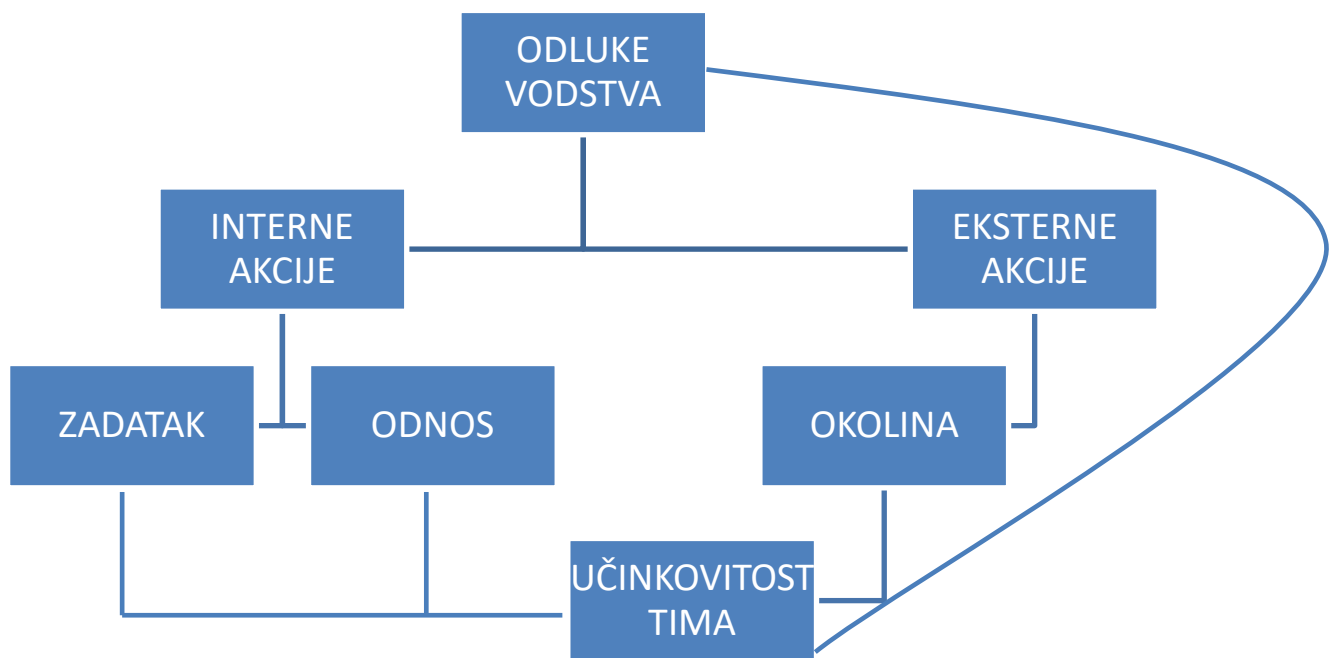 ODLUKE
VODSTVA
INTERNE
AKCIJE
EKSTERNE
AKCIJE
ZADATAK
ODNOS
OKOLINA
UČINKOVITOST
TIMA